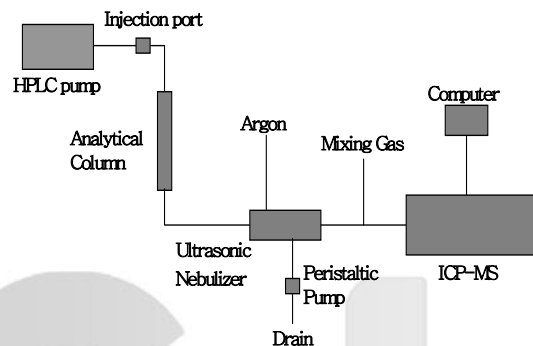 Injection port
HPLC pump
Computer
Analytical
Column
Argon
Mixing Gas
Ultrasonic
Nebulizer
Peristaltic
Pump
ICP-MS
Drain